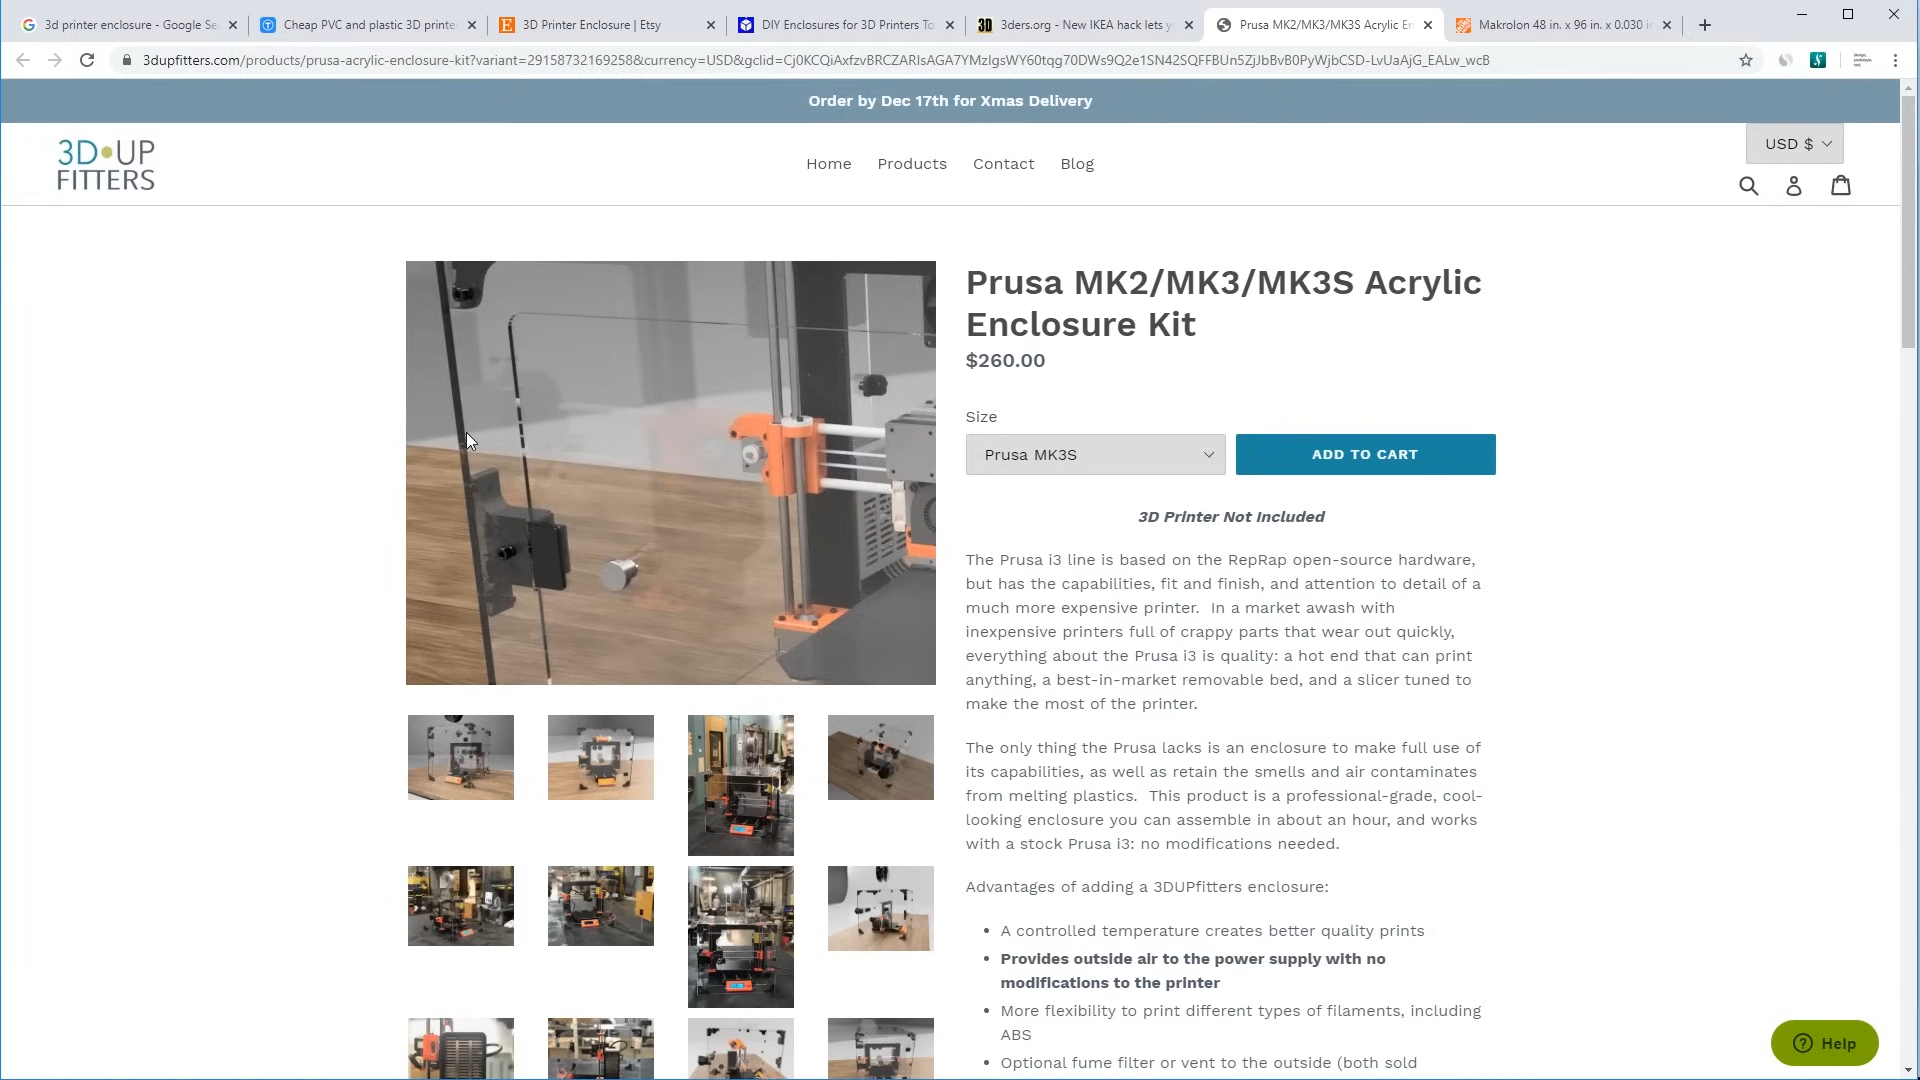 3d printer enclosure - Google Se
Cheap PVC and plastic 3D printe
3D Printer Enclosure | Etsy
DIY Enclosures for 3D Printers To
3D
3ders.org - New IKEA hack lets y
Prusa MK2/MK3/MK3S Acrylic En
Makrolon 48 in. x 96 in. x 0.030 in
3dupfitters.com/products/prusa-acrylic-enclosure-kit?variant=29158732169258&currency=USD&gclid=Cj0KCQiAxfzvBRCZARIsAGA7YMzIgsWY60tqg70DWs9Q2e1SN42SQFFBUn5ZjJbBvB0PyWjbCSD-LvUaAjG_EALw_wcB
Order by Dec 17th for Xmas Delivery
3D UP
FITTERS
Home
Products
Contact
Blog
USD $
Prusa MK2/MK3/MK3S Acrylic
Enclosure Kit
$260.00
Size
Prusa MK3S
ADD TO CART
3D Printer Not Included
The Prusa i3 line is based on the RepRap open-source hardware,
but has the capabilities, fit and finish, and attention to detail of a
much more expensive printer. In a market awash with
inexpensive printers full of crappy parts that wear out quickly,
everything about the Prusa i3 is quality: a hot end that can print
anything, a best-in-market removable bed, and a slicer tuned to
make the most of the printer.
The only thing the Prusa lacks is an enclosure to make full use of
its capabilities, as well as retain the smells and air contaminates
from melting plastics. This product is a professional-grade, cool-
looking enclosure you can assemble in about an hour, and works
with a stock Prusa i3: no modifications needed.
Advantages of adding a 3DUPfitters enclosure:
• A controlled temperature creates better quality prints
• Provides outside air to the power supply with no
modifications to the printer
• More flexibility to print different types of filaments, including
ABS
• Optional fume filter or vent to the outside (both sold
Help